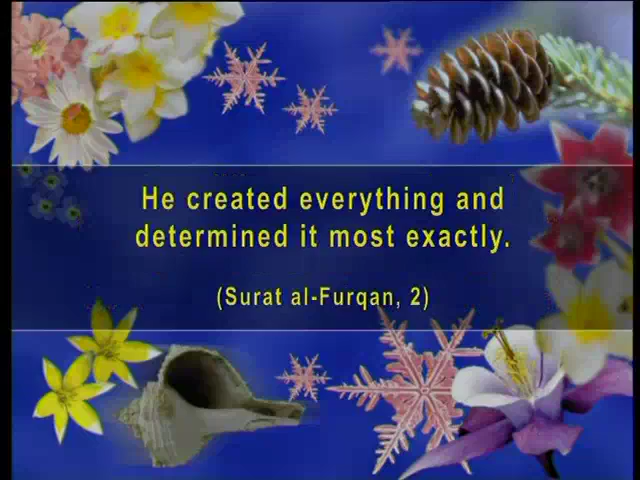 He created everything and
determined it most exactly.
(Surat al-Furqan, 2)